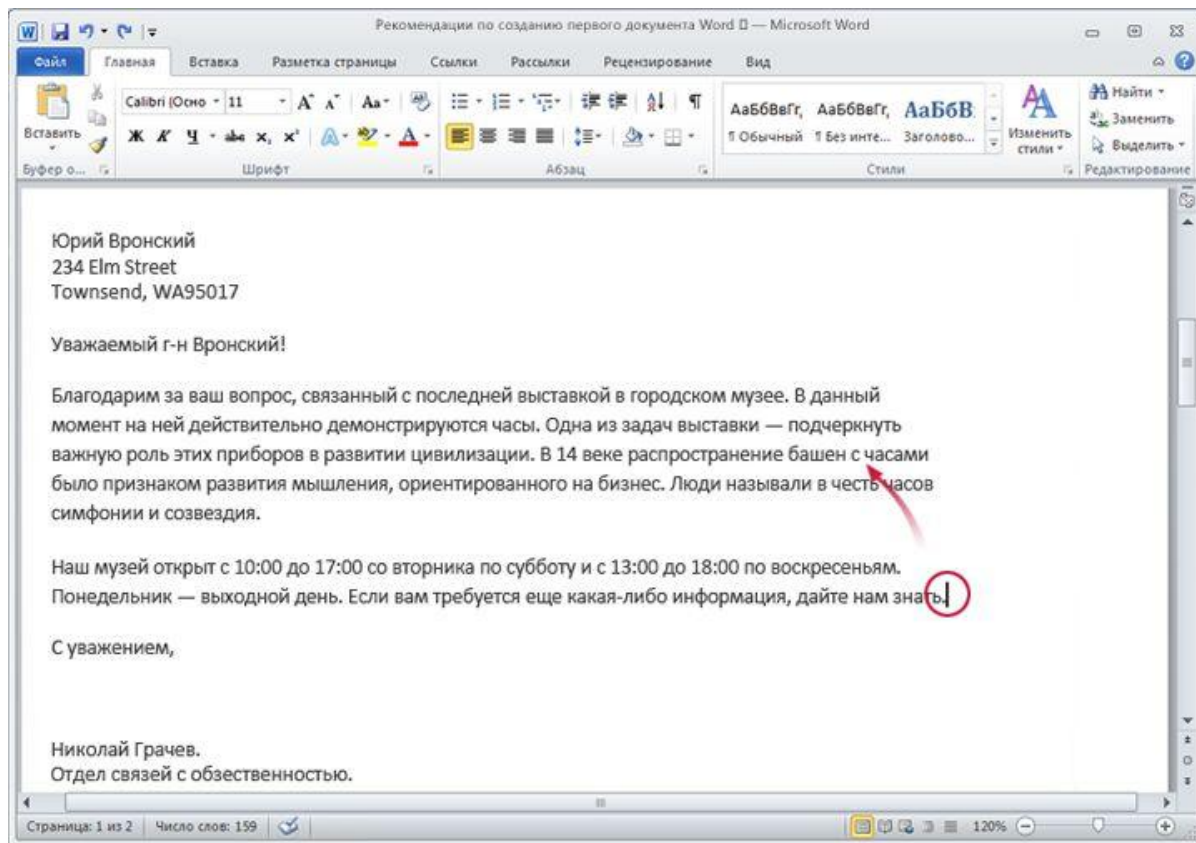 Рекомендации по созданию первого документа Word — Microsoft Word
Файл Главная Вставка Разметка страницы Ссылки Рассылки Рецензирование Вид
Вставить
Calibri (Осно 11
Ж К Ч abc x, x
АаБбВвГг, АаБбВвГг, АаБбВ
¶ Обычный ¶ Без инте... Заголово...
Изменить стили
Найти
Заменить
Выделить
Буфер о... Шрифт Абзац Стили Редактирование
Юрий Вронский
234 Elm Street
Townsend, WA95017
Уважаемый г-н Вронский!
Благодарим за ваш вопрос, связанный с последней выставкой в городском музее. В данный
момент на ней действительно демонстрируются часы. Одна из задач выставки — подчеркнуть
важную роль этих приборов в развитии цивилизации. В 14 веке распространение башен с часами
было признаком развития мышления, ориентированного на бизнес. Люди называли в честь часов
симфонии и созвездия.
Наш музей открыт с 10:00 до 17:00 со вторника по субботу и с 13:00 до 18:00 по воскресеньям.
Понедельник — выходной день. Если вам требуется еще какая-либо информация, дайте нам знать.
С уважением,
Николай Грачев.
Отдел связей с обзественностью.
Страница: 1 из 2 Число слов: 159 120%